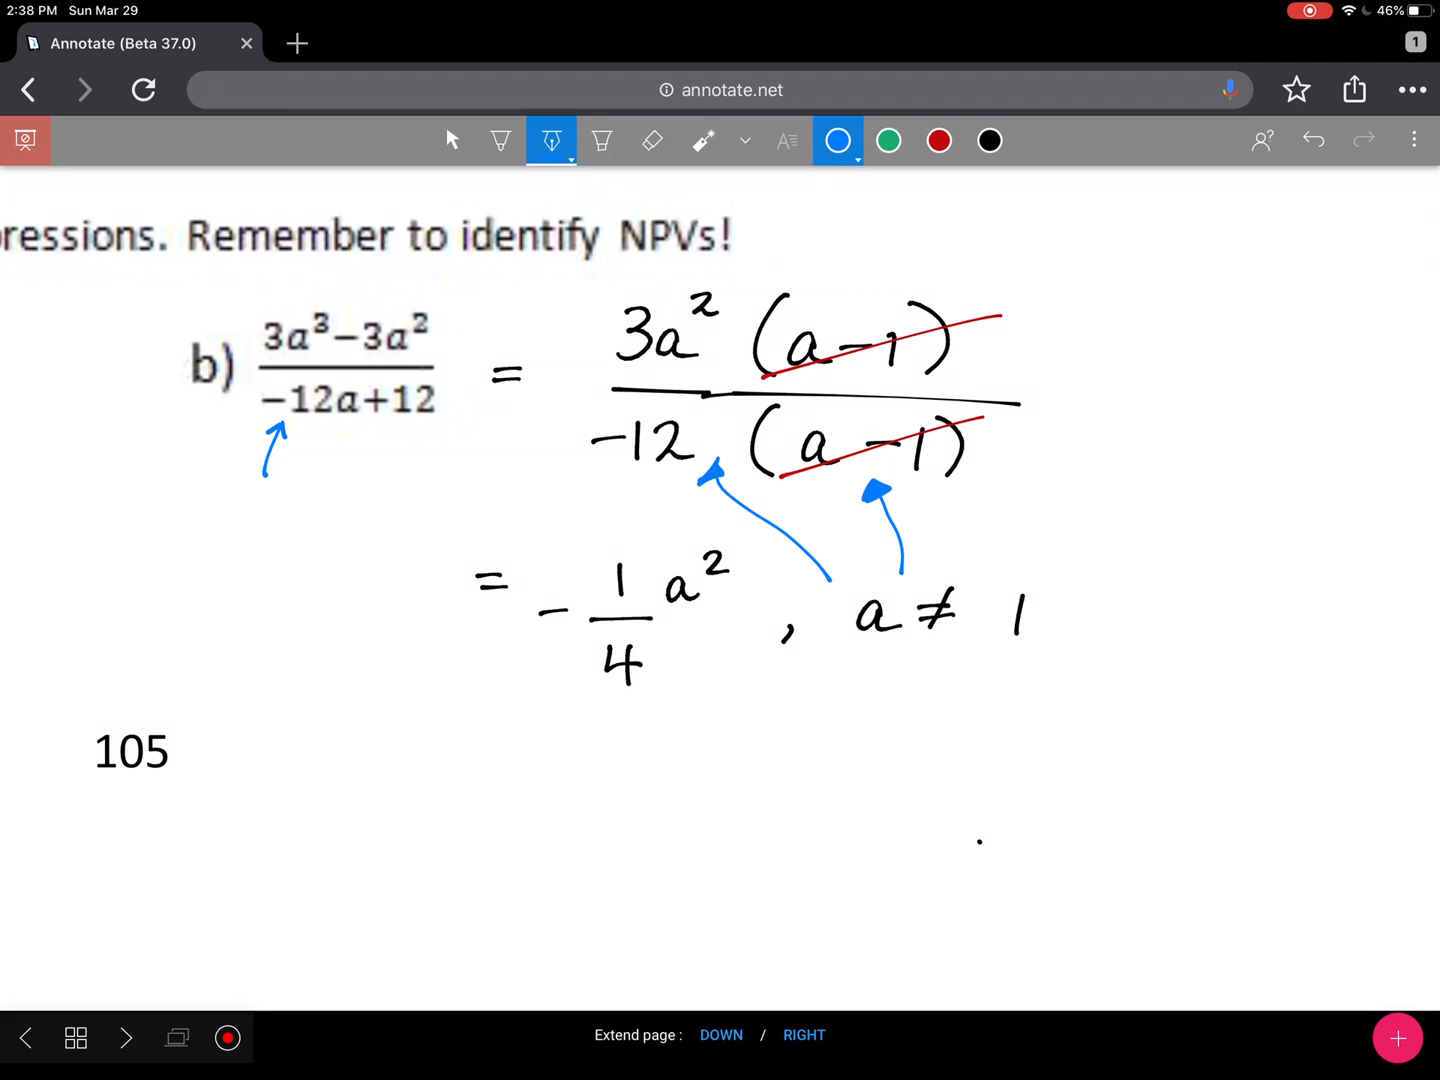 2:38 PM Sun Mar 29 46%
Annotate (Beta 37.0) 1
annotate.net
ressions. Remember to identify NPVs!
b) (3a³−3a²)/(−12a+12) = (3a² (a−1))/(−12 (a−1))
= −1/4 a² , a ≠ 1
105
Extend page : DOWN / RIGHT